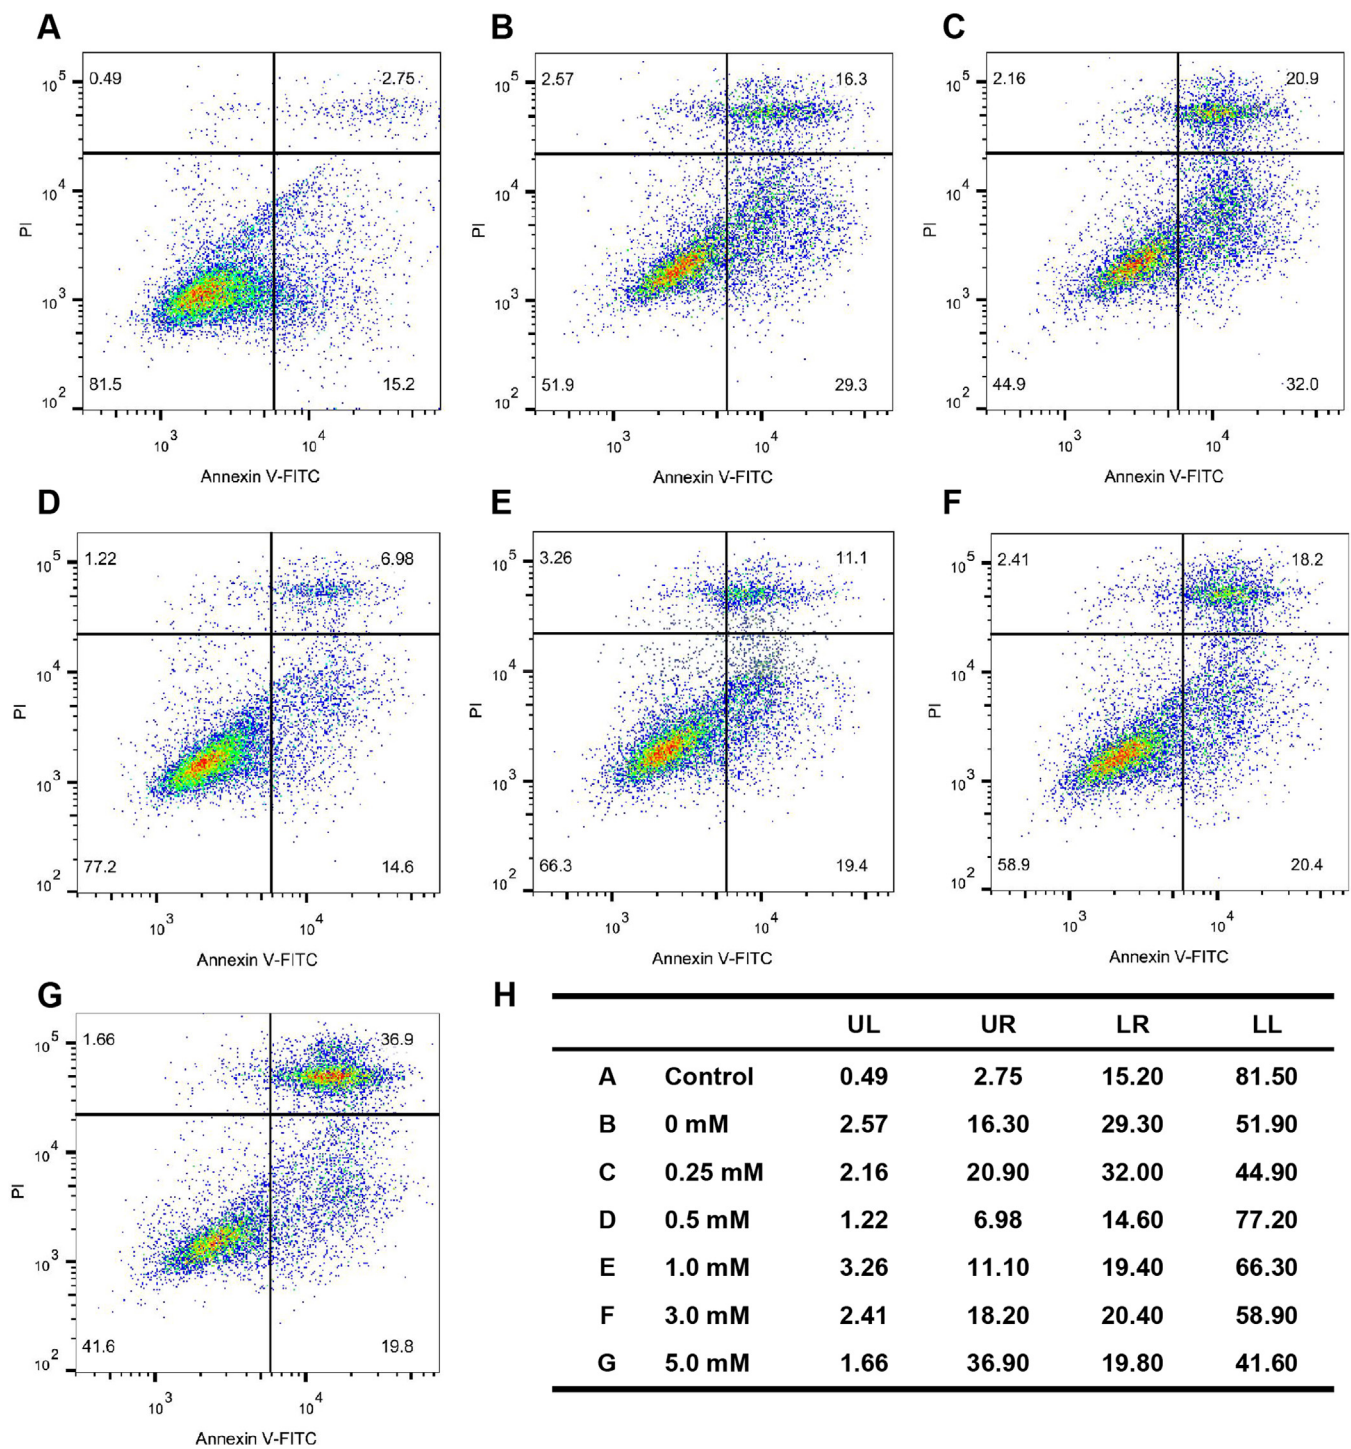 A
0.49 2.75
10^5
10^4
PI
10^3
81.5 15.2
10^2
10^3 10^4
Annexin V-FITC
B
2.57 16.3
10^5
10^4
PI
10^3
51.9 29.3
10^2
10^3 10^4
Annexin V-FITC
C
2.16 20.9
10^5
10^4
PI
10^3
44.9 32.0
10^2
10^3 10^4
Annexin V-FITC
D
1.22 6.98
10^5
10^4
PI
10^3
77.2 14.6
10^2
10^3 10^4
Annexin V-FITC
E
3.26 11.1
10^5
10^4
PI
10^3
66.3 19.4
10^2
10^3 10^4
Annexin V-FITC
F
2.41 18.2
10^5
10^4
PI
10^3
58.9 20.4
10^2
10^3 10^4
Annexin V-FITC
G
1.66 36.9
10^5
10^4
PI
10^3
41.6 19.8
10^2
10^3 10^4
Annexin V-FITC
H
UL UR LR LL
A Control 0.49 2.75 15.20 81.50
B 0 mM 2.57 16.30 29.30 51.90
C 0.25 mM 2.16 20.90 32.00 44.90
D 0.5 mM 1.22 6.98 14.60 77.20
E 1.0 mM 3.26 11.10 19.40 66.30
F 3.0 mM 2.41 18.20 20.40 58.90
G 5.0 mM 1.66 36.90 19.80 41.60